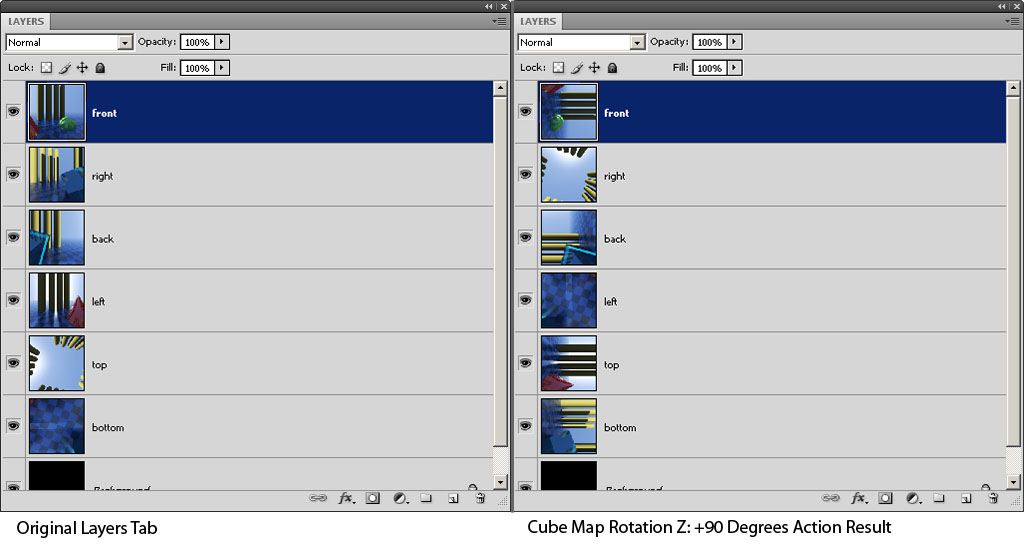 LAYERS
Normal Opacity: 100%
Lock: Fill: 100%
front
right
back
left
top
bottom
Background
fx.
Original Layers Tab
LAYERS
Normal Opacity: 100%
Lock: Fill: 100%
front
right
back
left
top
bottom
Background
fx.
Cube Map Rotation Z: +90 Degrees Action Result